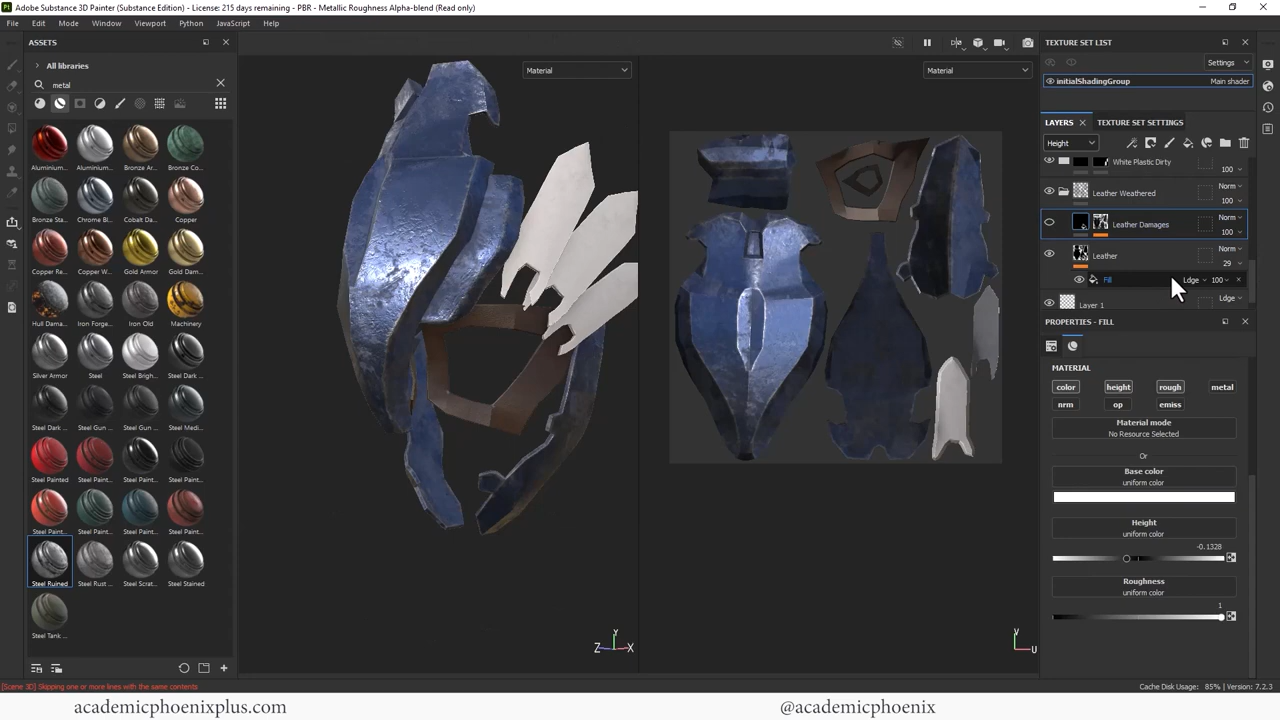 Adobe Substance 3D Painter (Substance Edition) - License: 215 days remaining - PBR - Metallic Roughness Alpha-blend (Read only)
File Edit Mode Window Viewport Python JavaScript Help
ASSETS
All libraries
metal
Aluminium... Aluminium... Bronze Ar... Bronze Co...
Bronze Sta... Chrome Bl... Cobalt Da... Copper
Copper Re... Copper W... Gold Armor Gold Dam...
Hull Dama... Iron Forge... Iron Old Machinery
Silver Armor Steel Steel Brigh... Steel Dark ...
Steel Dark ... Steel Gun ... Steel Gun ... Steel Medi...
Steel Painted Steel Paint... Steel Paint... Steel Paint...
Steel Paint... Steel Paint... Steel Paint... Steel Paint...
Steel Ruined Steel Rust ... Steel Scrat... Steel Stained
Steel Tank ...
Material
Y
Z X
Material
V
U
TEXTURE SET LIST
Settings
initialShadingGroup Main shader
LAYERS TEXTURE SET SETTINGS
Height
White Plastic Dirty
100
Leather Weathered Norm
100
Leather Damages Norm
100
Leather Norm
29
Fill Ldge 100
Layer 1 Ldge
PROPERTIES - FILL
MATERIAL
color height rough metal
nrm op emiss
Material mode
No Resource Selected
Or
Base color
uniform color
Height
uniform color
-0.1328
Roughness
uniform color
1
[Scene 3D] Skipping one or more lines with the same contents
Cache Disk Usage: 85% | Version: 7.2.3
academicphoenixplus.com @academicphoenix